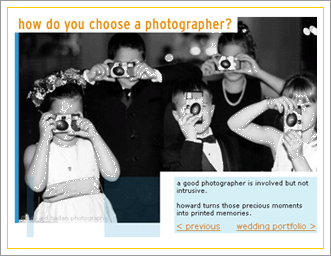 how do you choose a photographer?
a good photographer is involved but not
intrusive.
howard turns those precious moments
into printed memories.
< previous wedding portfolio >